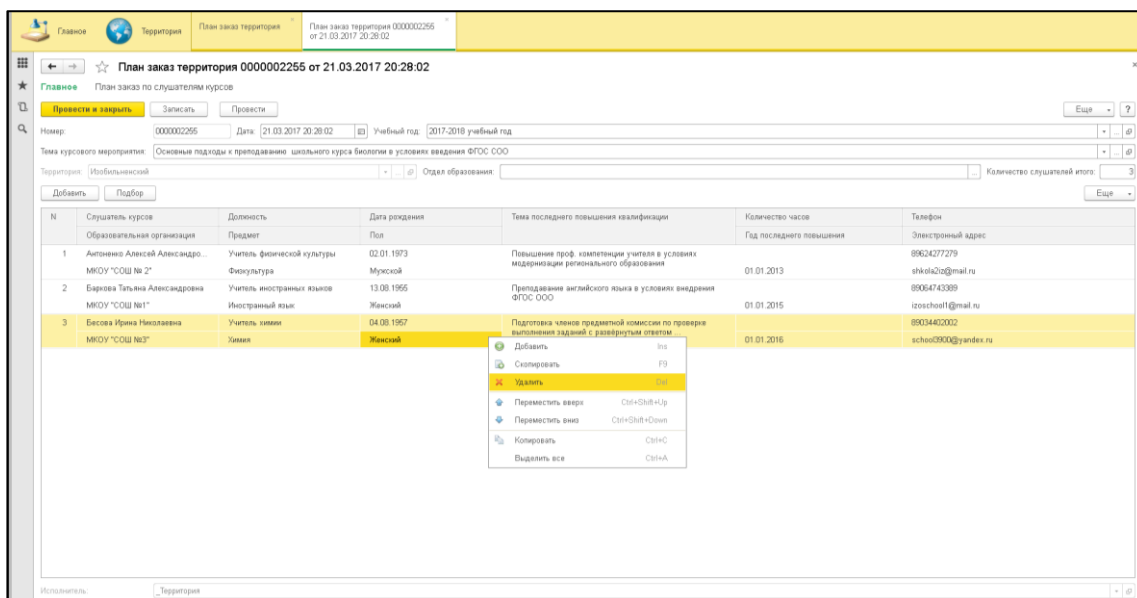 Главное
Территория
План заказ территория
План заказ территория 0000002255
от 21.03.2017 20:28:02
План заказ территория 0000002255 от 21.03.2017 20:28:02
Главное План заказ по слушателям курсов
Провести и закрыть Записать Провести Еще ?
Номер: 0000002255 Дата: 21.03.2017 20:28:02 Учебный год: 2017-2018 учебный год
Тема курсового мероприятия: Основные подходы к преподаванию школьного курса биологии в условиях введения ФГОС СОО
Территория: Изобильненский Отдел образования: Количество слушателей итого: 3
Добавить Подбор Еще
N Слушатель курсов Должность Дата рождения Тема последнего повышения квалификации Количество часов Телефон
Образовательная организация Предмет Пол Год последнего повышения Электронный адрес
1 Антоненко Алексей Александро... Учитель физической культуры 02.01.1973 Повышение проф. компетенции учителя в условиях 89624277279
модернизации регионального образования
МКОУ "СОШ № 2" Физкультура Мужской 01.01.2013 shkola2iz@mail.ru
2 Баркова Татьяна Александровна Учитель иностранных языков 13.08.1955 Преподавание английского языка в условиях внедрения 89064743389
ФГОС ООО
МКОУ "СОШ №1" Иностранный язык Женский 01.01.2015 izoschool1@mail.ru
3 Бесова Ирина Николаевна Учитель химии 04.08.1957 Подготовка членов предметной комиссии по проверке 89034402002
выполнения заданий с развёрнутым ответом ...
МКОУ "СОШ №3" Химия Женский 01.01.2016 school3900@yandex.ru
Добавить Ins
Скопировать F9
Удалить Del
Переместить вверх Ctrl+Shift+Up
Переместить вниз Ctrl+Shift+Down
Копировать Ctrl+C
Выделить все Ctrl+A
Исполнитель: _Территория